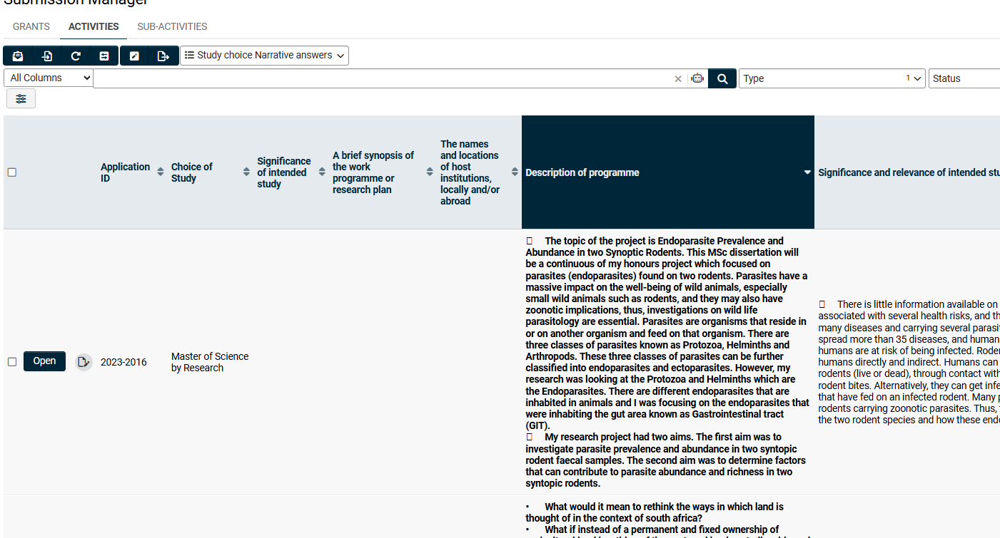 Submission Manager
GRANTS ACTIVITIES SUB-ACTIVITIES
Study choice Narrative answers
All Columns
Type 1
Status
Application
ID
Choice of
Study
Significance
of intended
study
A brief synopsis of
the work
programme or
research plan
The names
and locations
of host
institutions,
locally and/or
abroad
Description of programme
Significance and relevance of intended stu
Open
2023-2016
Master of Science
by Research
The topic of the project is Endoparasite Prevalence and
Abundance in two Synoptic Rodents. This MSc dissertation will
be a continuous of my honours project which focused on
parasites (endoparasites) found on two rodents. Parasites have a
massive impact on the well-being of wild animals, especially
small wild animals such as rodents, and they may also have
zoonotic implications, thus, investigations on wild life
parasitology are essential. Parasites are organisms that reside in
or on another organism and feed on that organism. There are
three classes of parasites known as Protozoa, Helminths and
Arthropods. These three classes of parasites can be further
classified into endoparasites and ectoparasites. However, my
research was looking at the Protozoa and Helminths which are
the Endoparasites. There are different endoparasites that are
inhabited in animals and I was focusing on the endoparasites that
were inhabiting the gut area known as Gastrointestinal tract
(GIT).
My research project had two aims. The first aim was to
investigate parasite prevalence and abundance in two syntopic
rodent faecal samples. The second aim was to determine factors
that can contribute to parasite abundance and richness in two
syntopic rodents.
There is little information available on
associated with several health risks, and th
many diseases and carrying several parasit
spread more than 35 diseases, and human
humans are at risk of being infected. Roder
humans directly and indirect. Humans can
rodents (live or dead), through contact with
rodent bites. Alternatively, they can get infe
that have fed on an infected rodent. Many p
rodents carrying zoonotic parasites. Thus,
the two rodent species and how these endo
• What would it mean to rethink the ways in which land is
thought of in the context of south africa?
• What if instead of a permanent and fixed ownership of